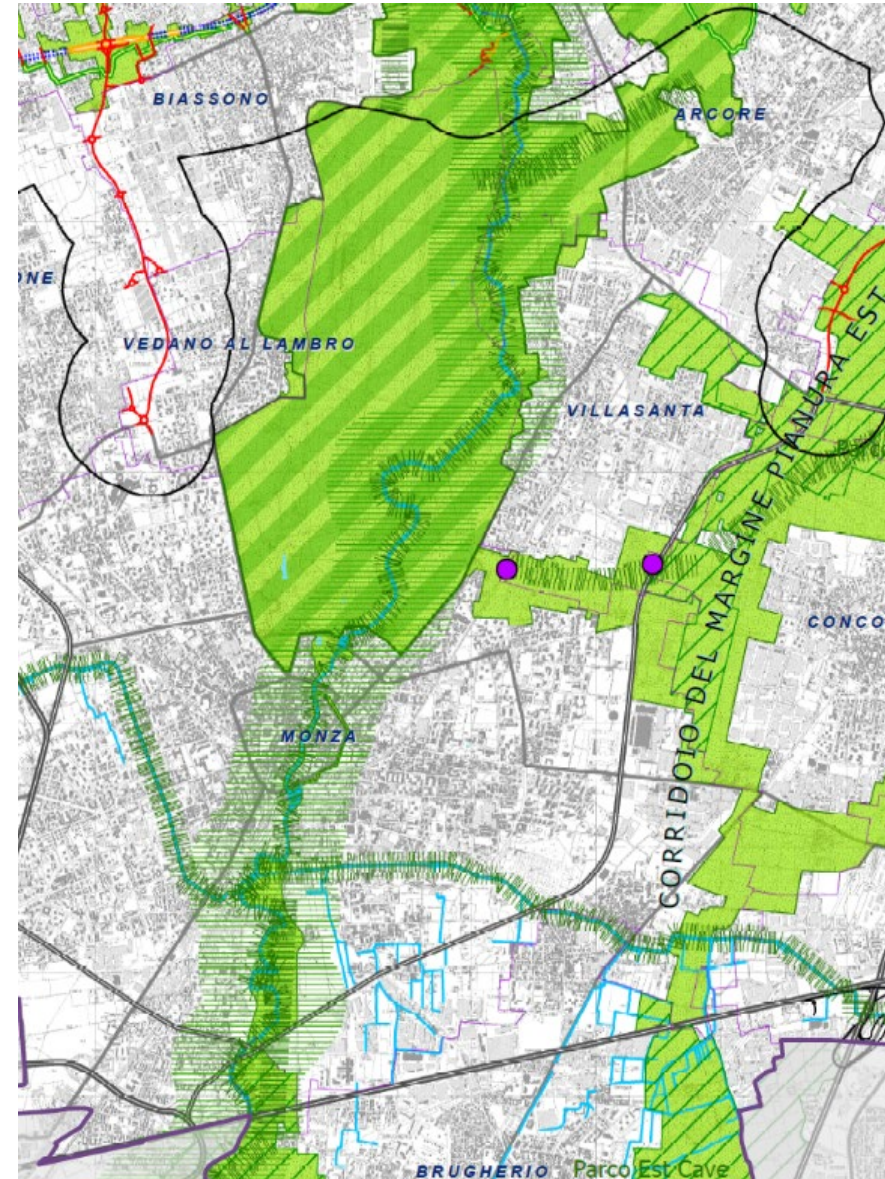 BIASSONO
ARCORE
ONE
VEDANO AL LAMBRO
VILLASANTA
CORRIDOIO DEL MARGINE PIANURA EST
CONCO
MONZA
BRUGHERIO
Parco Est Cave